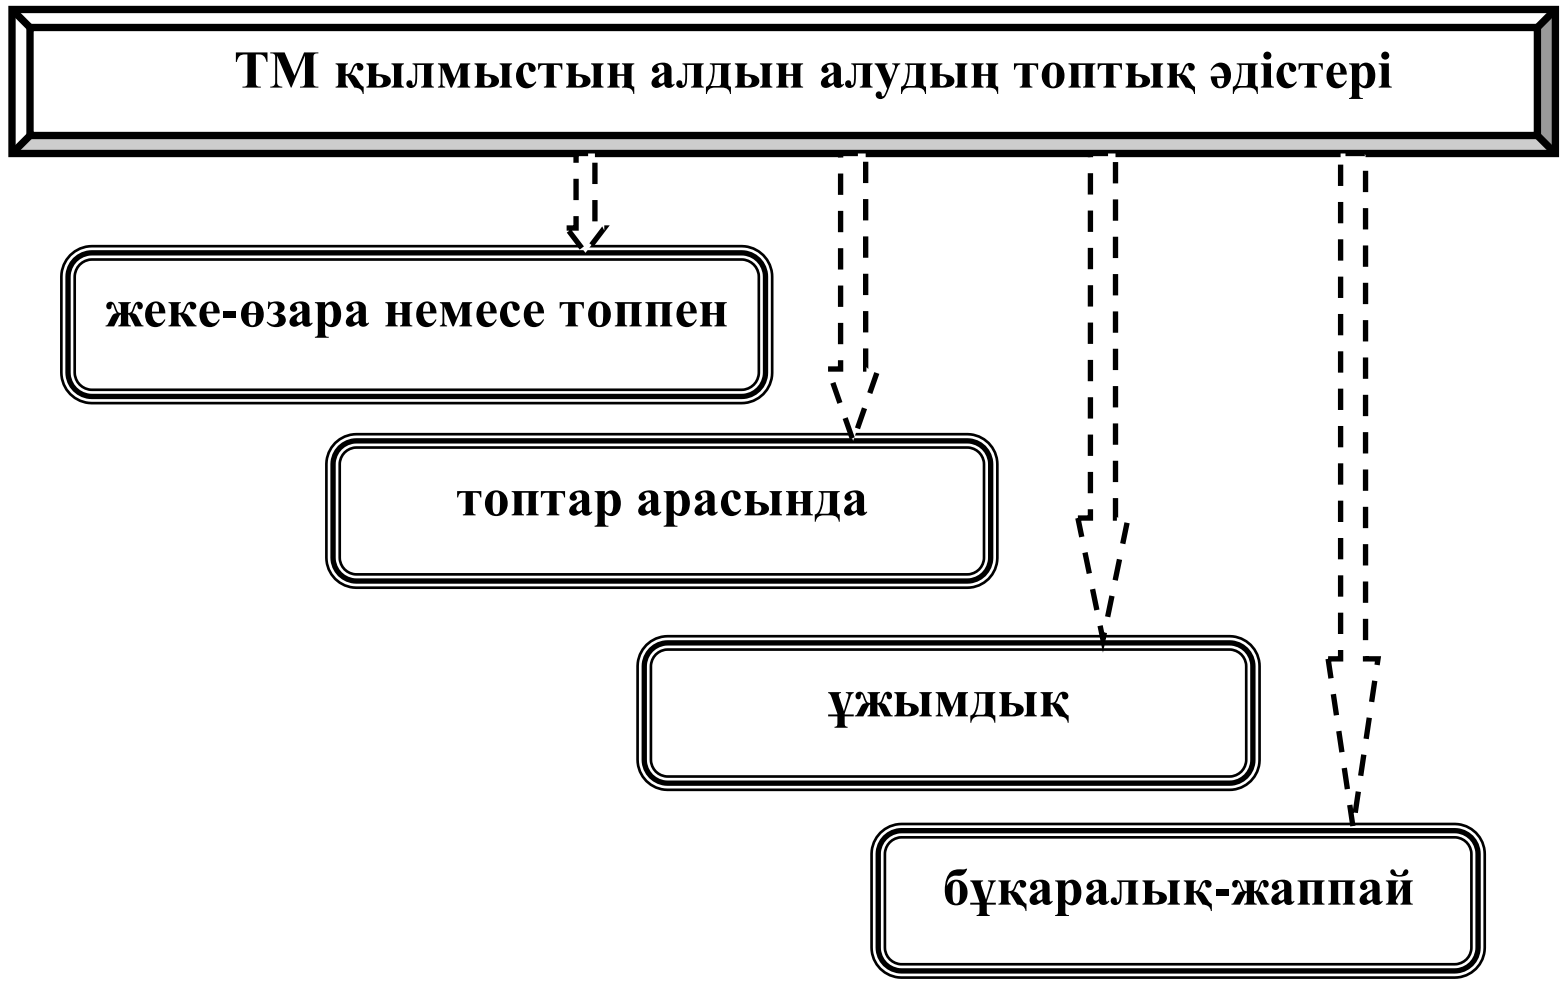 ТМ қылмыстың алдын алудың топтық әдістері
жеке-өзара немесе топпен
топтар арасында
ұжымдық
бұқаралық-жаппай